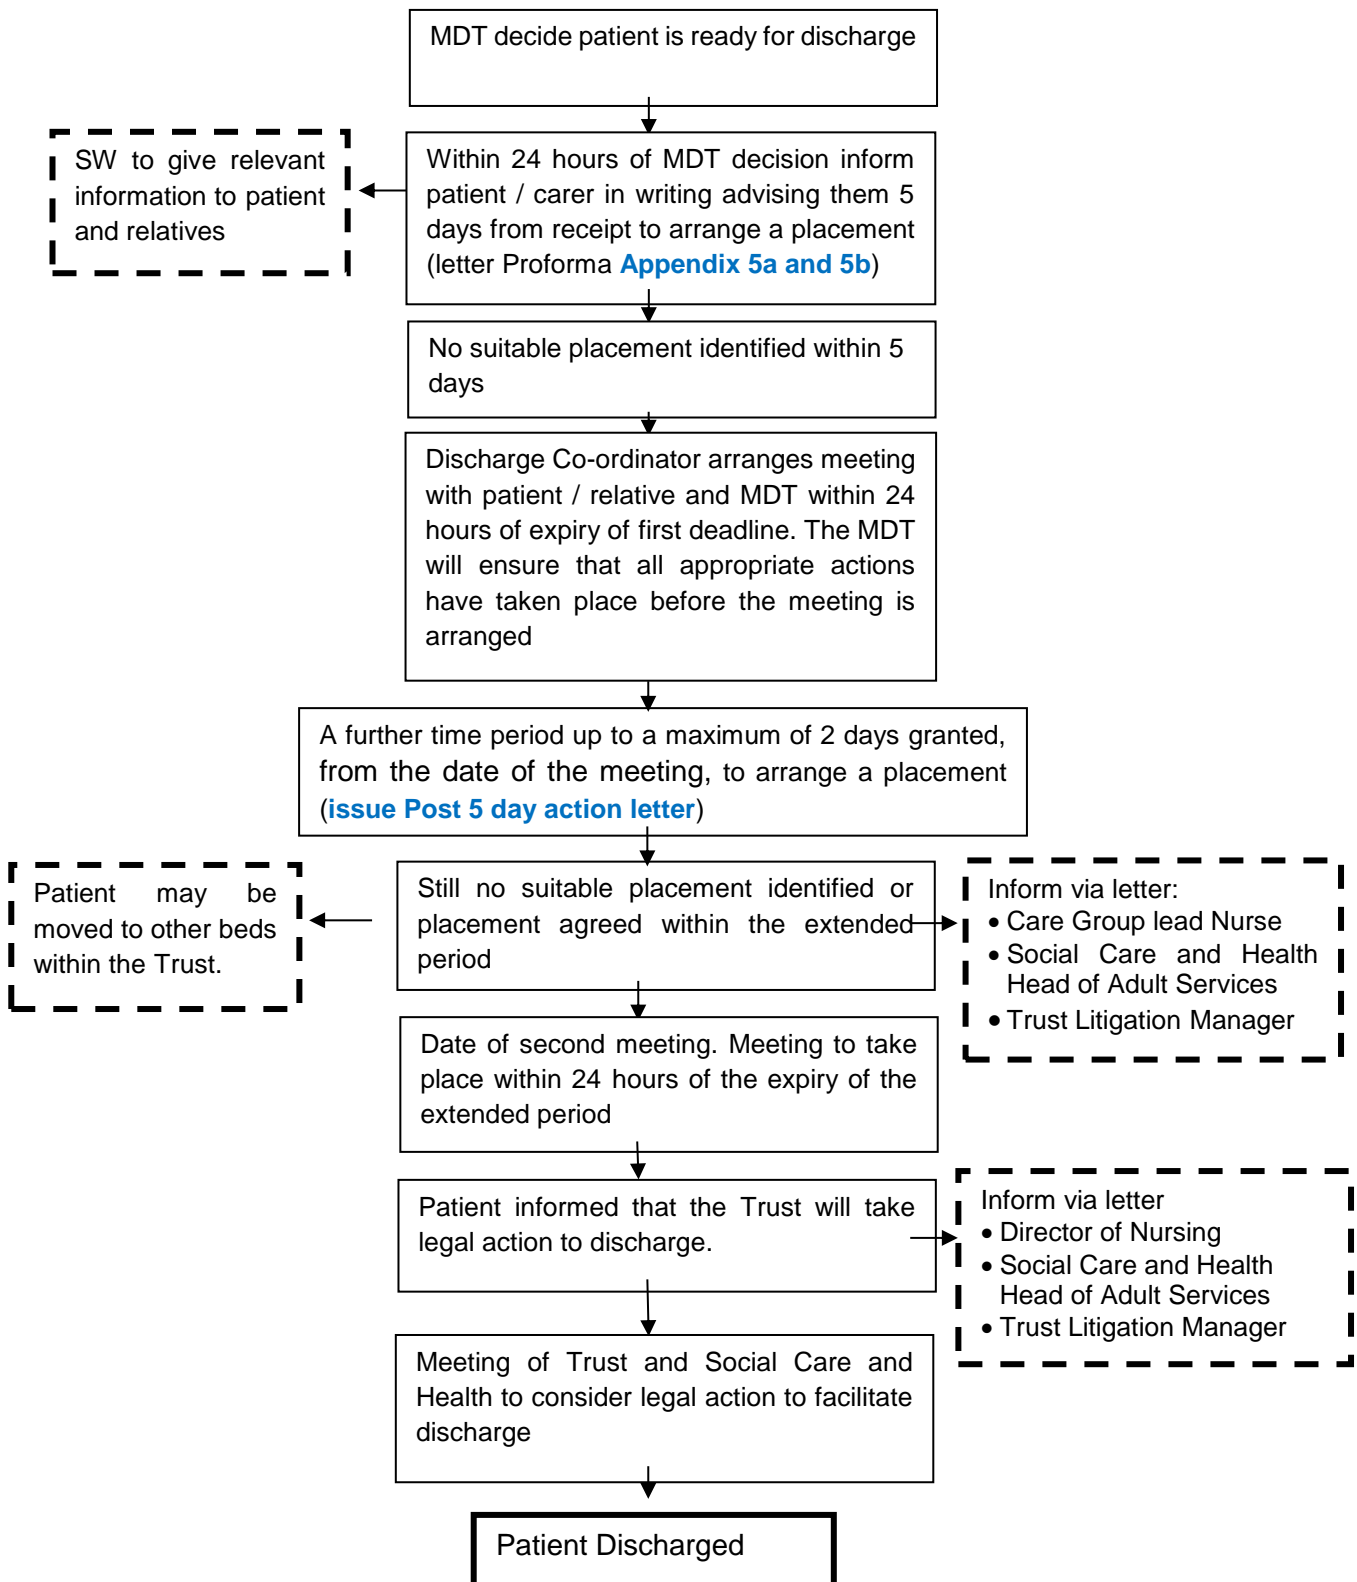 MDT decide patient is ready for discharge
SW to give relevant
information to patient
and relatives
Within 24 hours of MDT decision inform
patient / carer in writing advising them 5
days from receipt to arrange a placement
(letter Proforma Appendix 5a and 5b)
No suitable placement identified within 5
days
Discharge Co-ordinator arranges meeting
with patient / relative and MDT within 24
hours of expiry of first deadline. The MDT
will ensure that all appropriate actions
have taken place before the meeting is
arranged
A further time period up to a maximum of 2 days granted,
from the date of the meeting, to arrange a placement
(issue Post 5 day action letter)
Patient may be
moved to other beds
within the Trust.
Still no suitable placement identified or
placement agreed within the extended
period
Inform via letter:
• Care Group lead Nurse
• Social Care and Health
Head of Adult Services
• Trust Litigation Manager
Date of second meeting. Meeting to take
place within 24 hours of the expiry of the
extended period
Patient informed that the Trust will take
legal action to discharge.
Inform via letter
• Director of Nursing
• Social Care and Health
Head of Adult Services
• Trust Litigation Manager
Meeting of Trust and Social Care and
Health to consider legal action to facilitate
discharge
Patient Discharged